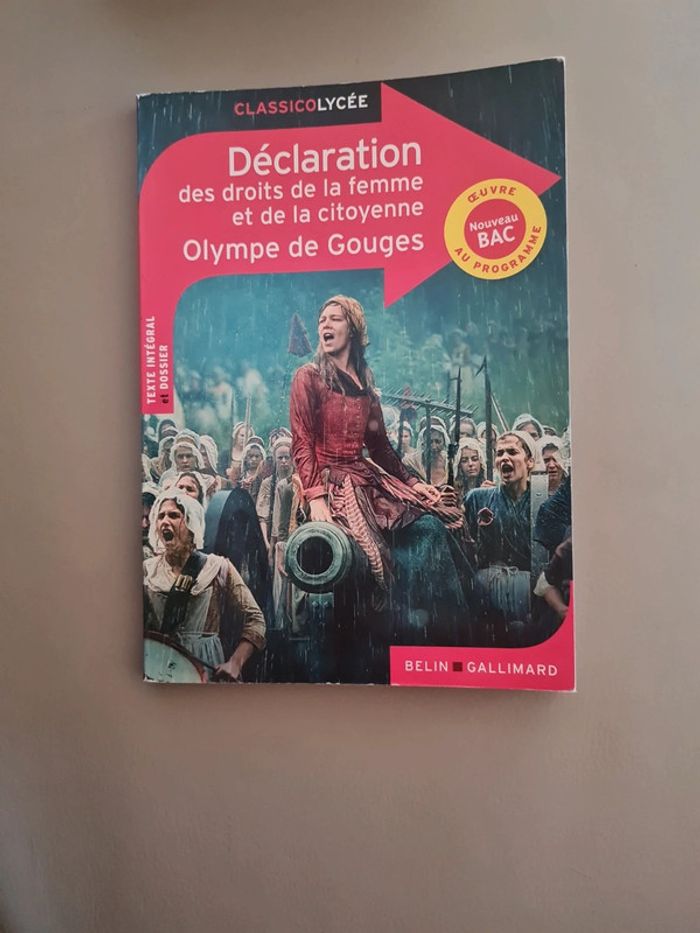 CLASSICOLYCÉE
Déclaration
des droits de la femme
et de la citoyenne
Olympe de Gouges
ŒUVRE
Nouveau
BAC
AU PROGRAMME
TEXTE INTÉGRAL
et DOSSIER
BELIN GALLIMARD